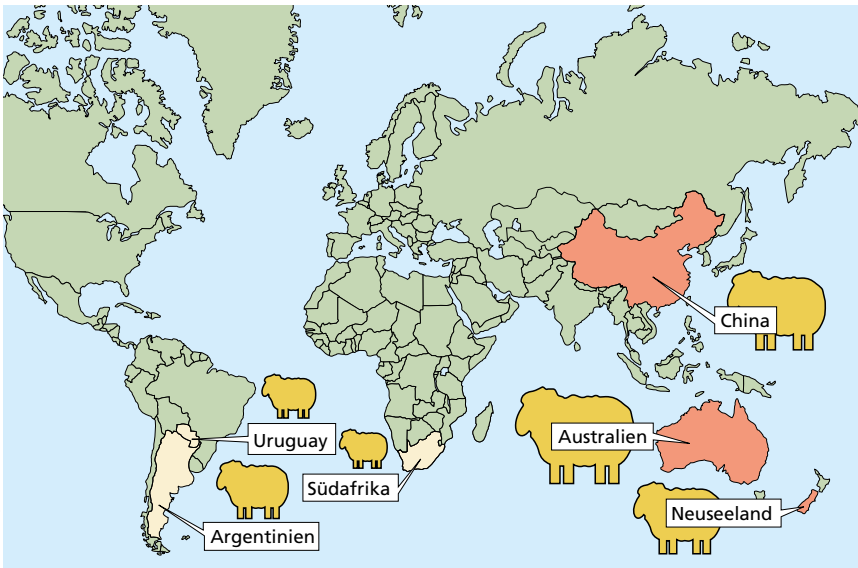 China
Australien
Uruguay
Südafrika
Neuseeland
Argentinien